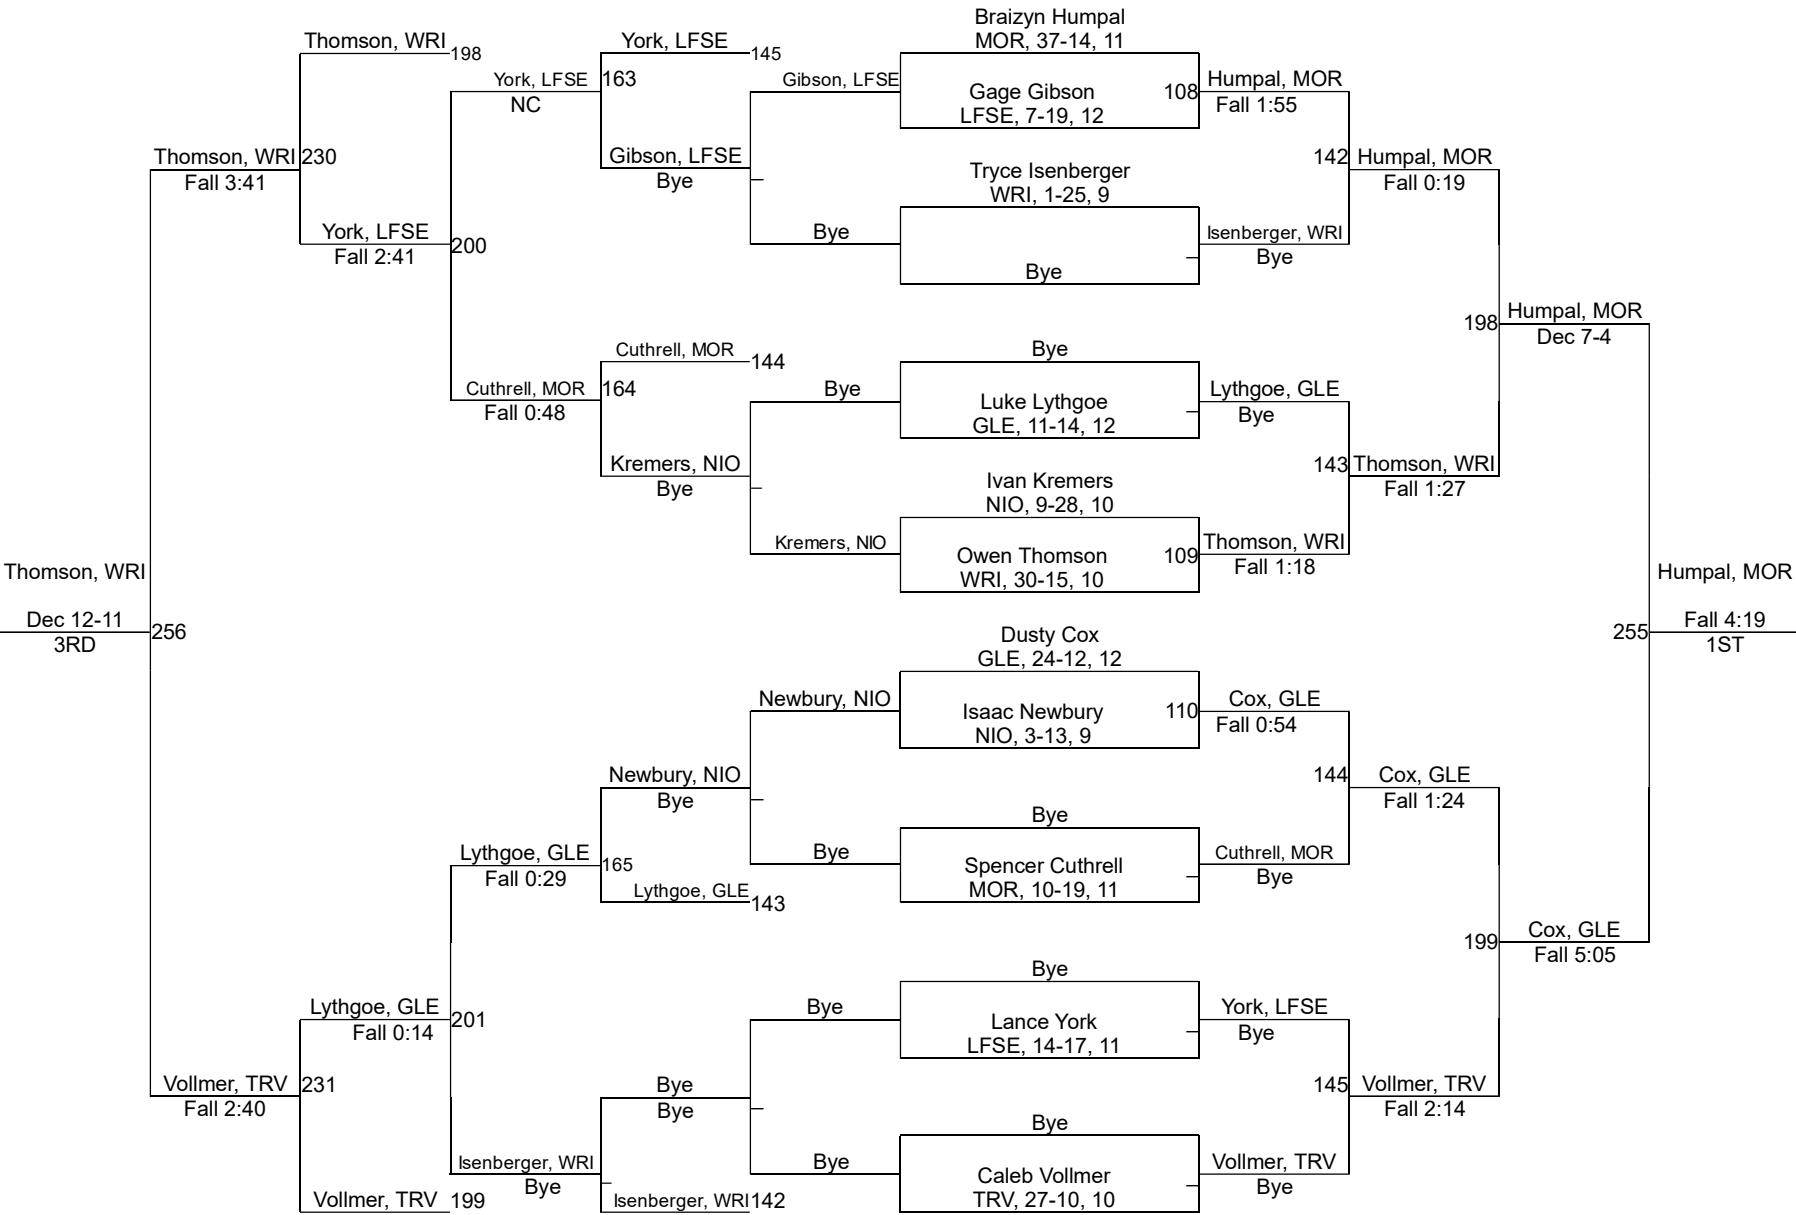 Braizyn Humpal
MOR, 37-14, 11
Thomson, WRI
198
York, LFSE
145
York, LFSE
163
NC
Gibson, LFSE
Gage Gibson
LFSE, 7-19, 12
108
Humpal, MOR
Fall 1:55
Thomson, WRI
230
Fall 3:41
Gibson, LFSE
Bye
–
Tryce Isenberger
WRI, 1-25, 9
142
Humpal, MOR
Fall 0:19
York, LFSE
200
Fall 2:41
Bye
Bye
–
Isenberger, WRI
Bye
198
Humpal, MOR
Dec 7-4
Cuthrell, MOR
144
Bye
Cuthrell, MOR
164
Fall 0:48
Bye
Luke Lythgoe
GLE, 11-14, 12
–
Lythgoe, GLE
Bye
Kremers, NIO
Bye
–
Ivan Kremers
NIO, 9-28, 10
143
Thomson, WRI
Fall 1:27
Kremers, NIO
Owen Thomson
WRI, 30-15, 10
109
Thomson, WRI
Fall 1:18
Thomson, WRI
Dec 12-11
3RD
256
Humpal, MOR
255
Fall 4:19
1ST
Dusty Cox
GLE, 24-12, 12
Newbury, NIO
Isaac Newbury
NIO, 3-13, 9
110
Cox, GLE
Fall 0:54
Newbury, NIO
Bye
–
144
Cox, GLE
Fall 1:24
Bye
Lythgoe, GLE
165
Fall 0:29
Bye
Spencer Cuthrell
MOR, 10-19, 11
–
Cuthrell, MOR
Bye
Lythgoe, GLE
143
199
Cox, GLE
Fall 5:05
Bye
Lythgoe, GLE
201
Fall 0:14
Bye
Lance York
LFSE, 14-17, 11
–
York, LFSE
Bye
Vollmer, TRV
231
Fall 2:40
Bye
Bye
–
145
Vollmer, TRV
Fall 2:14
Bye
Isenberger, WRI
Bye
–
Bye
Caleb Vollmer
TRV, 27-10, 10
–
Vollmer, TRV
Bye
Vollmer, TRV
199
Isenberger, WRI
142